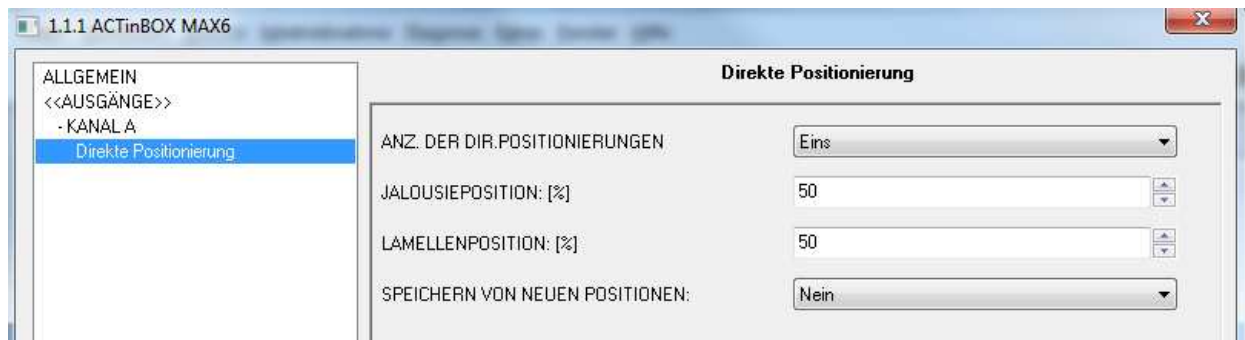 1.1.1 ACTinBOX MAX6
ALLGEMEIN
<<AUSGÄNGE>>
- KANAL A
Direkte Positionierung
Direkte Positionierung
ANZ. DER DIR.POSITIONIERUNGEN Eins
JALOUSIEPOSITION: [%] 50
LAMELLENPOSITION: [%] 50
SPEICHERN VON NEUEN POSITIONEN: Nein